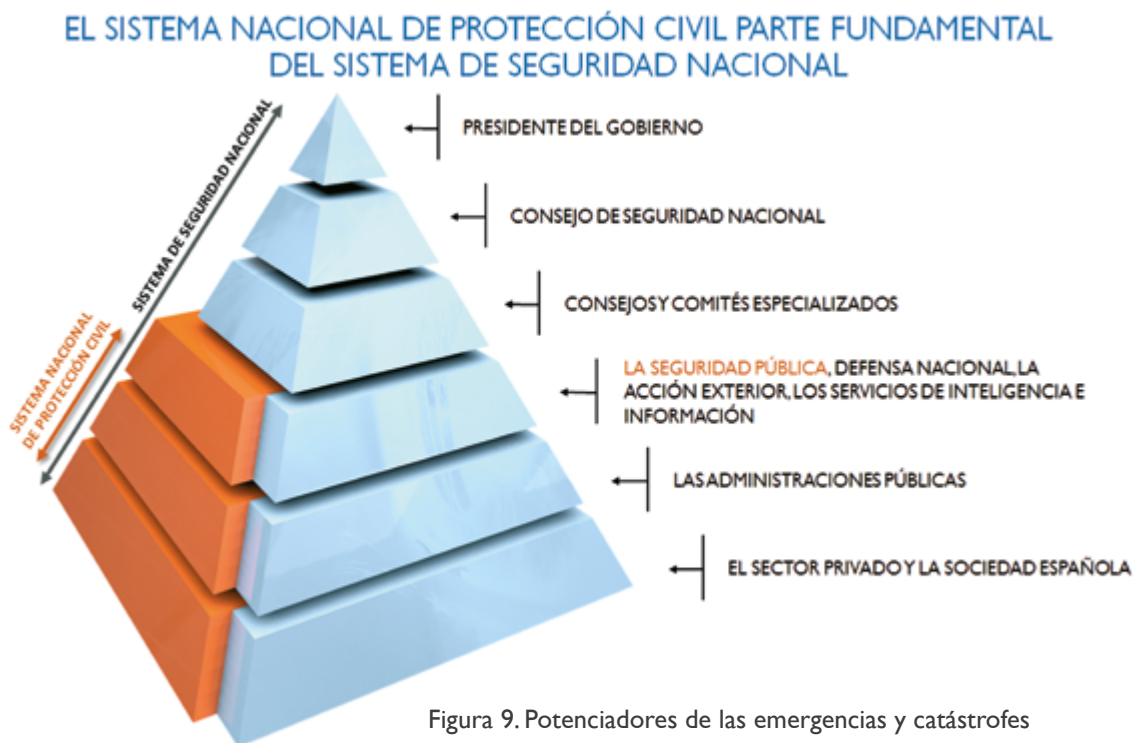 EL SISTEMA NACIONAL DE PROTECCIÓN CIVIL PARTE FUNDAMENTAL
DEL SISTEMA DE SEGURIDAD NACIONAL
SISTEMA DE SEGURIDAD NACIONAL
SISTEMA NACIONAL
DE PROTECCIÓN CIVIL
PRESIDENTE DEL GOBIERNO
CONSEJO DE SEGURIDAD NACIONAL
CONSEJOS Y COMITÉS ESPECIALIZADOS
LA SEGURIDAD PÚBLICA, DEFENSA NACIONAL, LA
ACCIÓN EXTERIOR, LOS SERVICIOS DE INTELIGENCIA E
INFORMACIÓN
LAS ADMINISTRACIONES PÚBLICAS
EL SECTOR PRIVADO Y LA SOCIEDAD ESPAÑOLA
Figura 9. Potenciadores de las emergencias y catástrofes